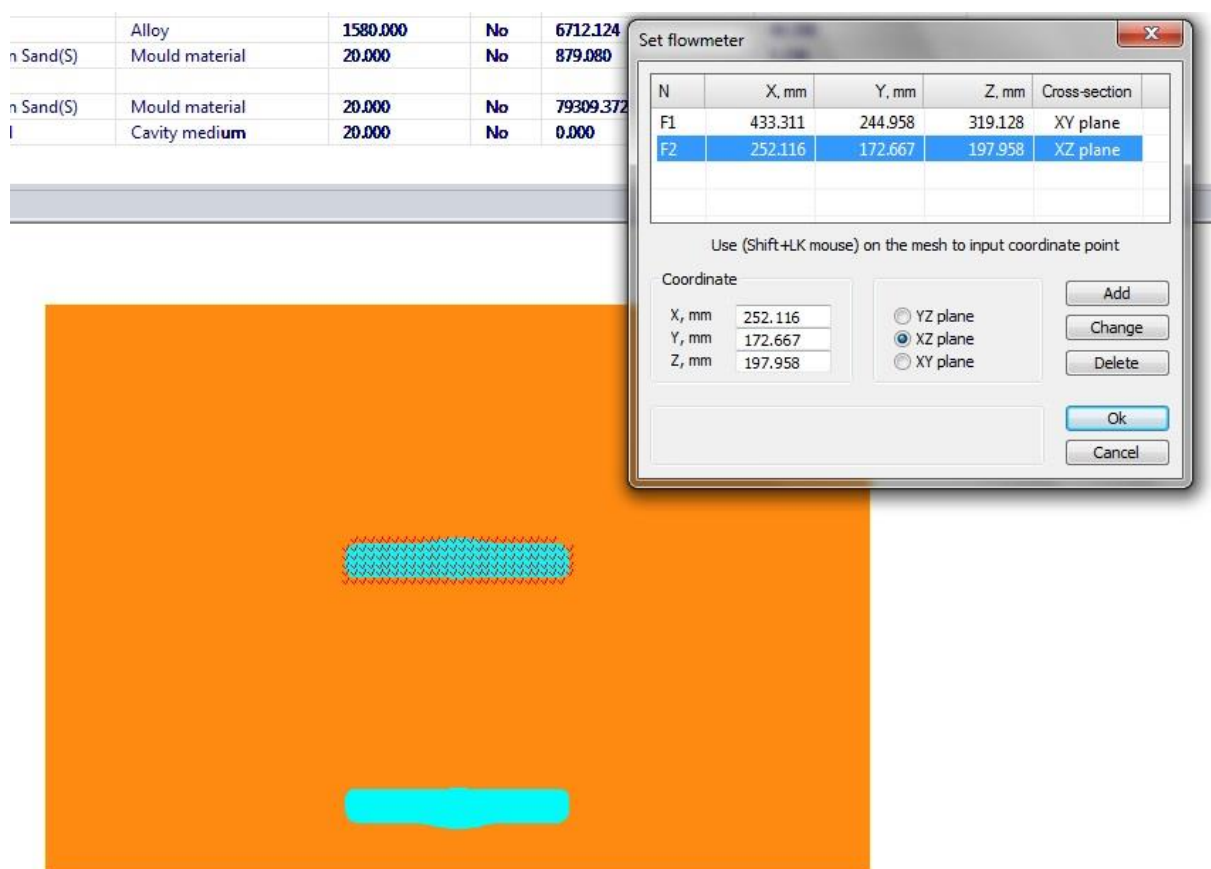 Alloy 1580.000 No 6712.124
n Sand(S) Mould material 20.000 No 879.080
n Sand(S) Mould material 20.000 No 79309.372
Cavity medium 20.000 No 0.000
Set flowmeter
N X, mm Y, mm Z, mm Cross-section
F1 433.311 244.958 319.128 XY plane
F2 252.116 172.667 197.958 XZ plane
Use (Shift+LK mouse) on the mesh to input coordinate point
Coordinate
X, mm 252.116
Y, mm 172.667
Z, mm 197.958
YZ plane
XZ plane
XY plane
Add
Change
Delete
Ok
Cancel